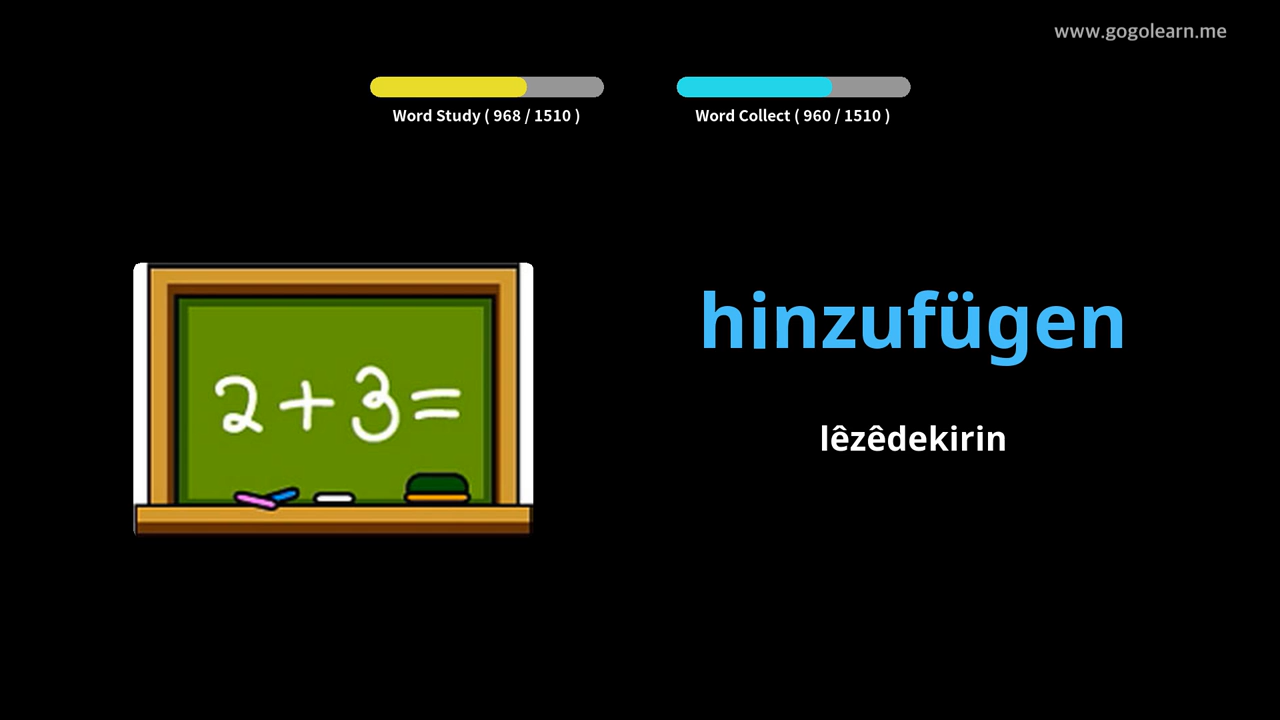 www.gogolearn.me
Word Study ( 968 / 1510 )
Word Collect ( 960 / 1510 )
2 + 3 =
hinzufügen
lêzêdekirin